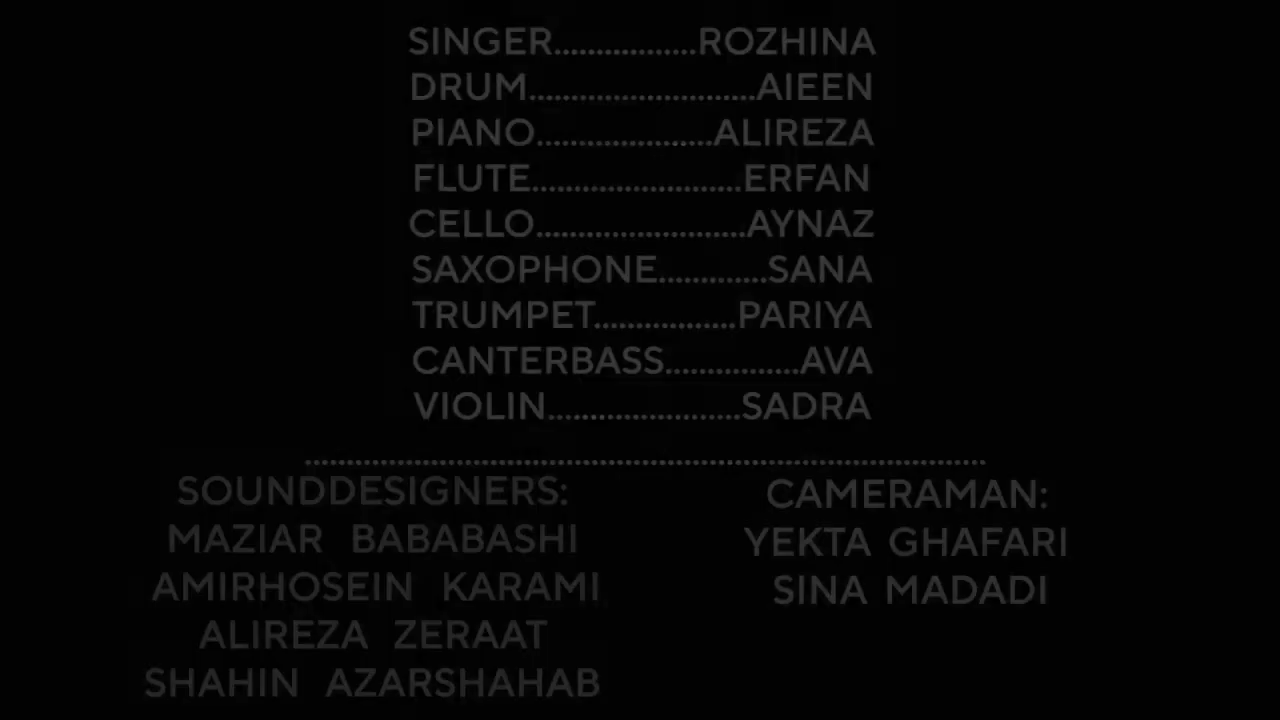 SINGER.................ROZHINA
DRUM...........................AIEEN
PIANO.....................ALIREZA
FLUTE.........................ERFAN
CELLO.........................AYNAZ
SAXOPHONE.............SANA
TRUMPET.................PARIYA
CANTERBASS................AVA
VIOLIN.......................SADRA
.................................................................................
SOUNDDESIGNERS:
MAZIAR BABABASHI
AMIRHOSEIN KARAMI
ALIREZA ZERAAT
SHAHIN AZARSHAHAB
CAMERAMAN:
YEKTA GHAFARI
SINA MADADI